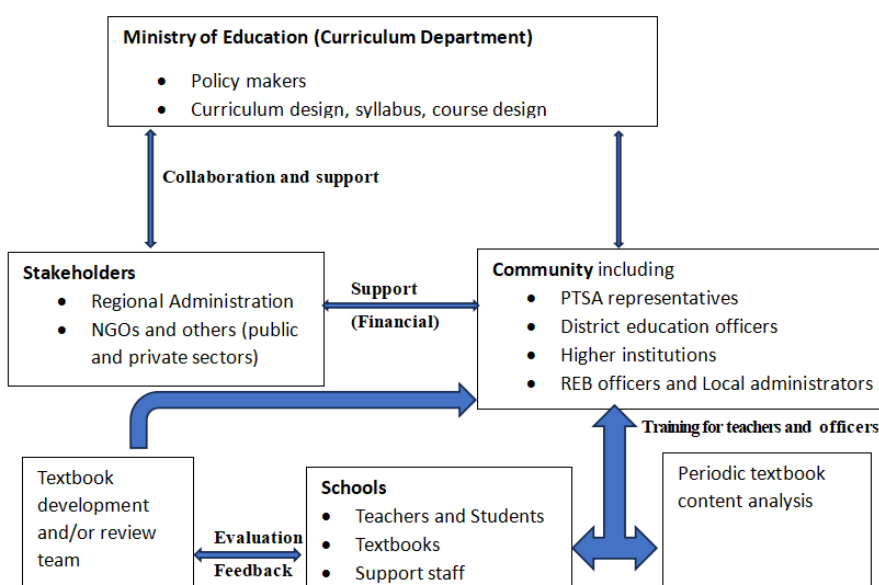 Ministry of Education (Curriculum Department)
• Policy makers
• Curriculum design, syllabus, course design
Collaboration and support
Stakeholders
• Regional Administration
• NGOs and others (public
and private sectors)
Support
(Financial)
Community including
• PTSA representatives
• District education officers
• Higher institutions
• REB officers and Local administrators
Training for teachers and officers
Textbook
development
and/or review
team
Evaluation
Feedback
Schools
• Teachers and Students
• Textbooks
• Support staff
Periodic textbook
content analysis